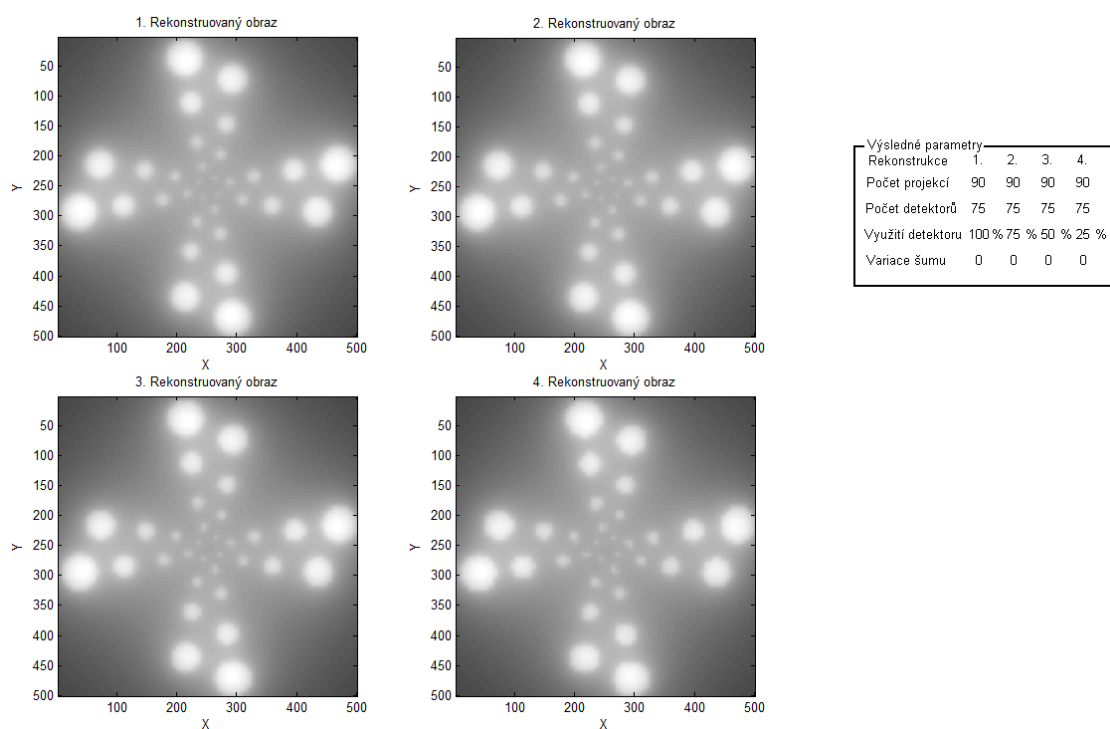 1. Rekonstruovaný obraz
50
100
150
200
250
300
350
400
450
500
Y
100 200 300 400 500
X
2. Rekonstruovaný obraz
50
100
150
200
250
300
350
400
450
500
Y
100 200 300 400 500
X
Výsledné parametry
Rekonstrukce 1. 2. 3. 4.
Počet projekcí 90 90 90 90
Počet detektorů 75 75 75 75
Využití detektoru 100 % 75 % 50 % 25 %
Variace šumu 0 0 0 0
3. Rekonstruovaný obraz
50
100
150
200
250
300
350
400
450
500
Y
100 200 300 400 500
X
4. Rekonstruovaný obraz
50
100
150
200
250
300
350
400
450
500
Y
100 200 300 400 500
X